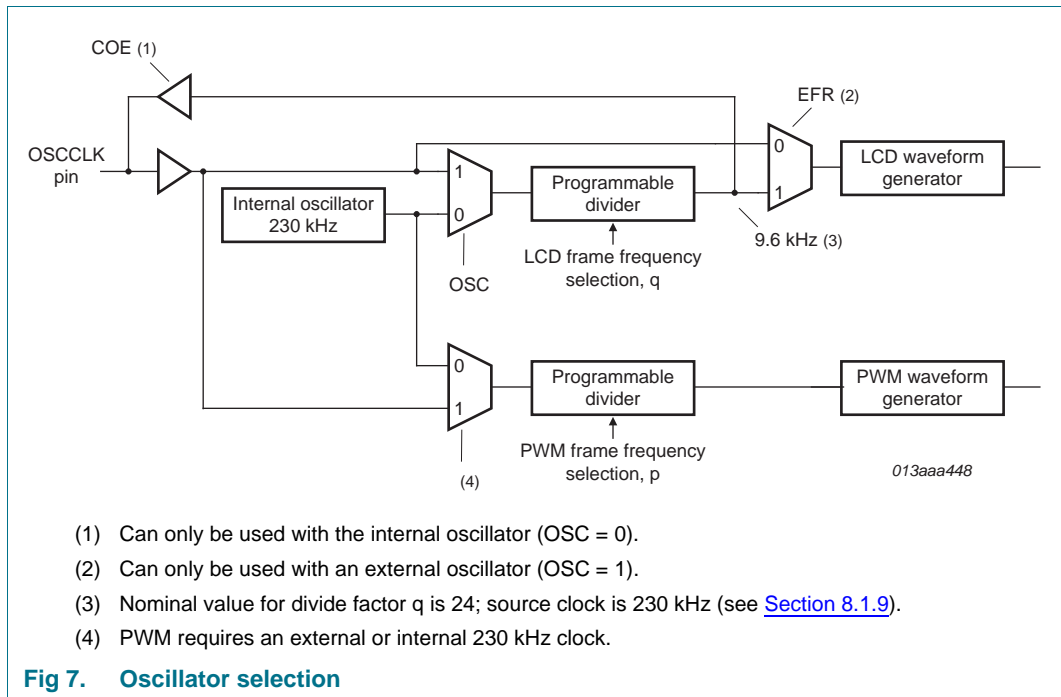 COE (1)
EFR (2)
OSCCLK
pin
0
1
LCD waveform
generator
1
0
Programmable
divider
Internal oscillator
230 kHz
9.6 kHz (3)
LCD frame frequency
selection, q
OSC
0
1
Programmable
divider
PWM waveform
generator
PWM frame frequency
selection, p
(4)
013aaa448
(1) Can only be used with the internal oscillator (OSC = 0).
(2) Can only be used with an external oscillator (OSC = 1).
(3) Nominal value for divide factor q is 24; source clock is 230 kHz (see Section 8.1.9).
(4) PWM requires an external or internal 230 kHz clock.
Fig 7. Oscillator selection